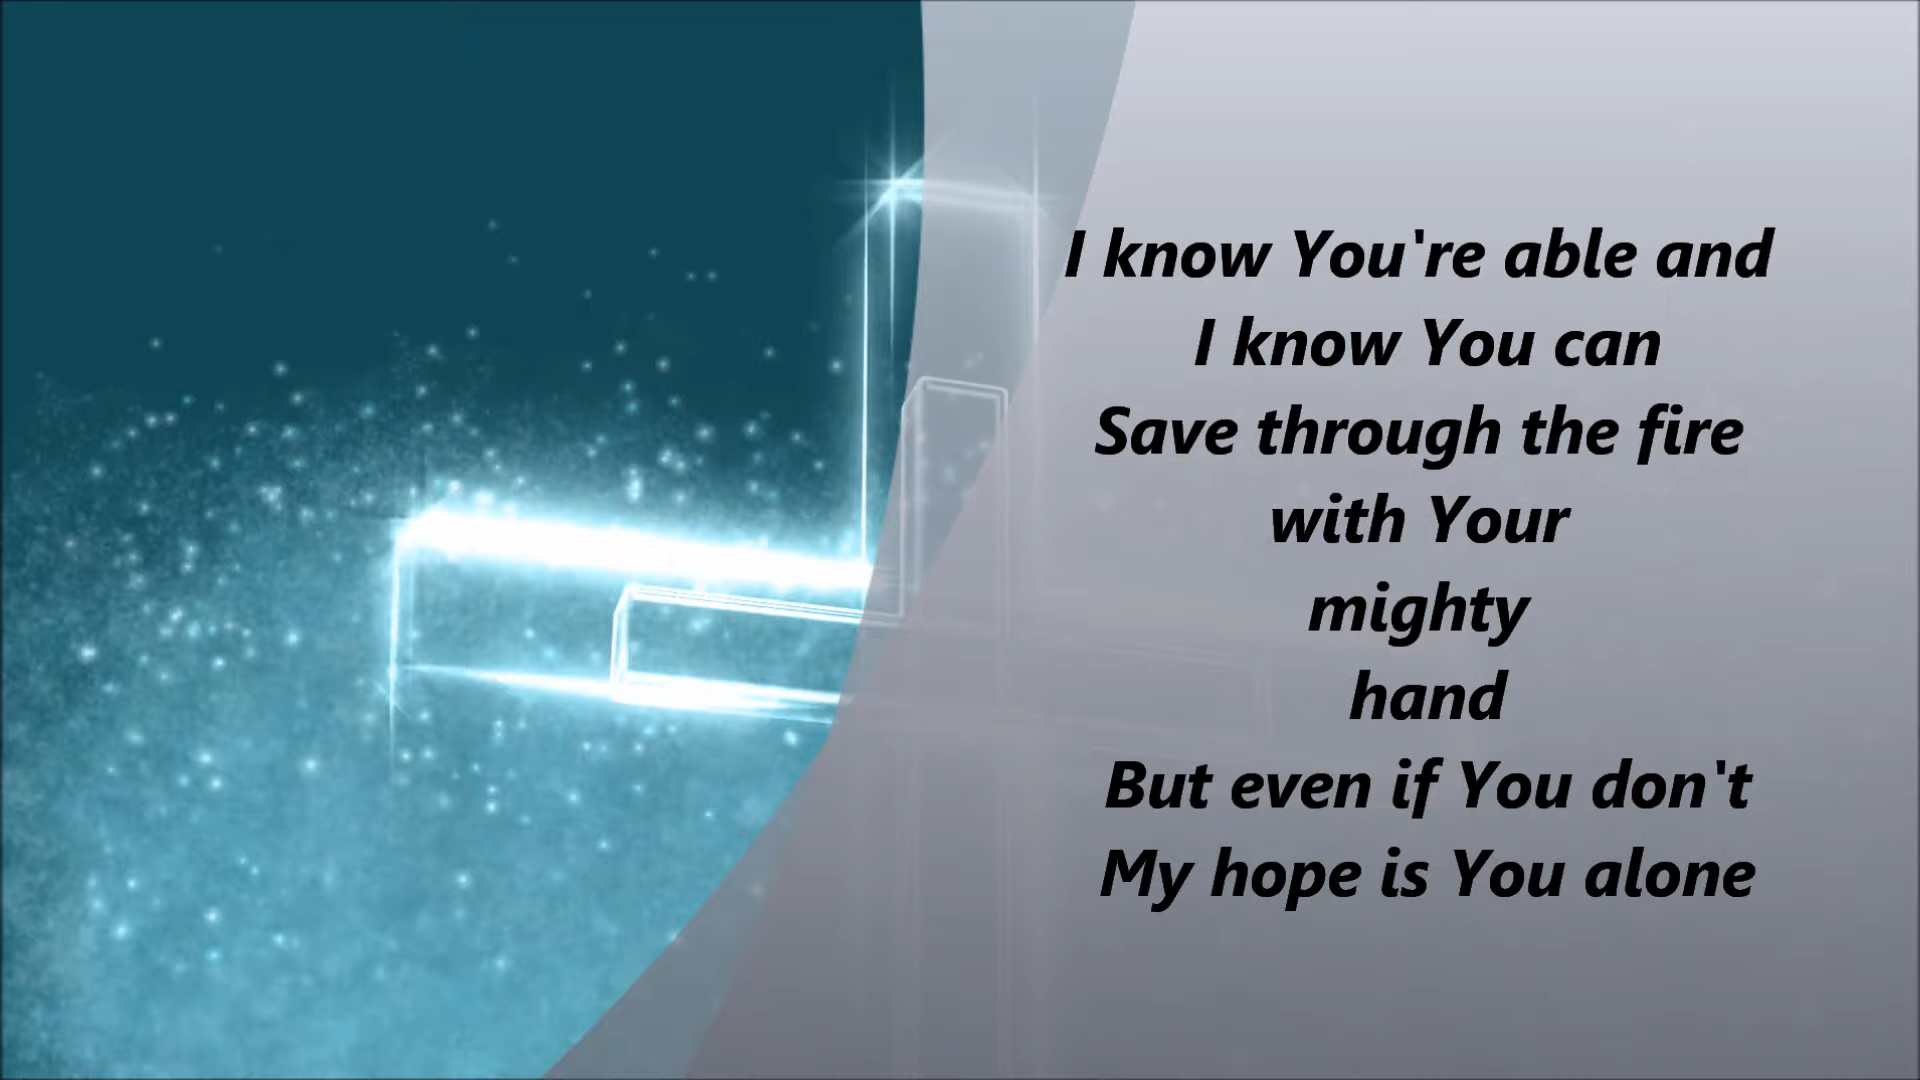 I know You're able and
I know You can
Save through the fire
with Your
mighty
hand
But even if You don't
My hope is You alone